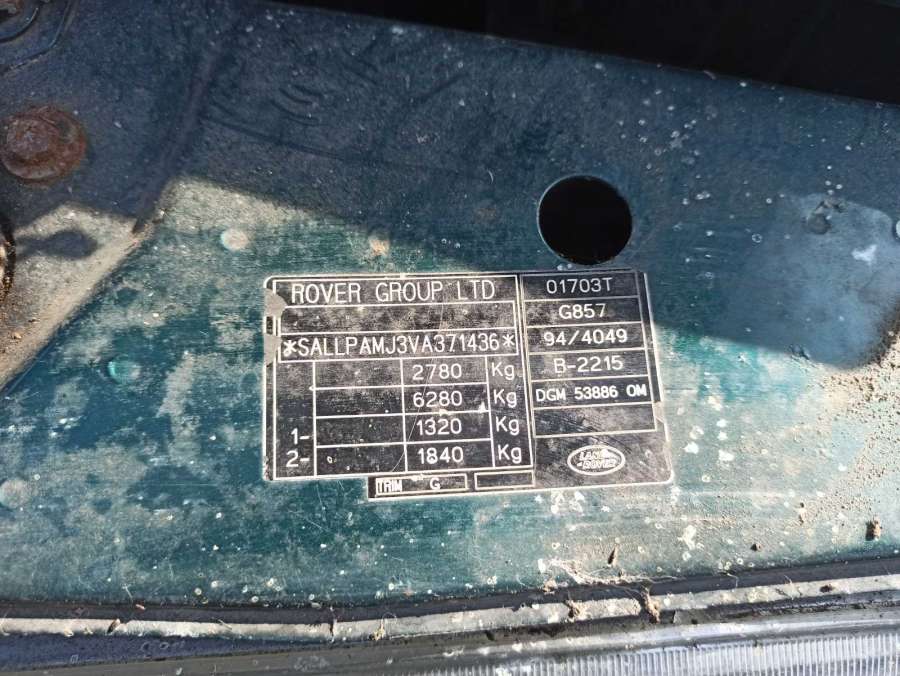 ROVER GROUP LTD
*SALLPAMJ3VA371436*
2780 Kg
6280 Kg
1- 1320 Kg
2- 1840 Kg
TRIM G
01703T
G857
94/4049
B-2215
DGM 53886 OM
LAND ROVER